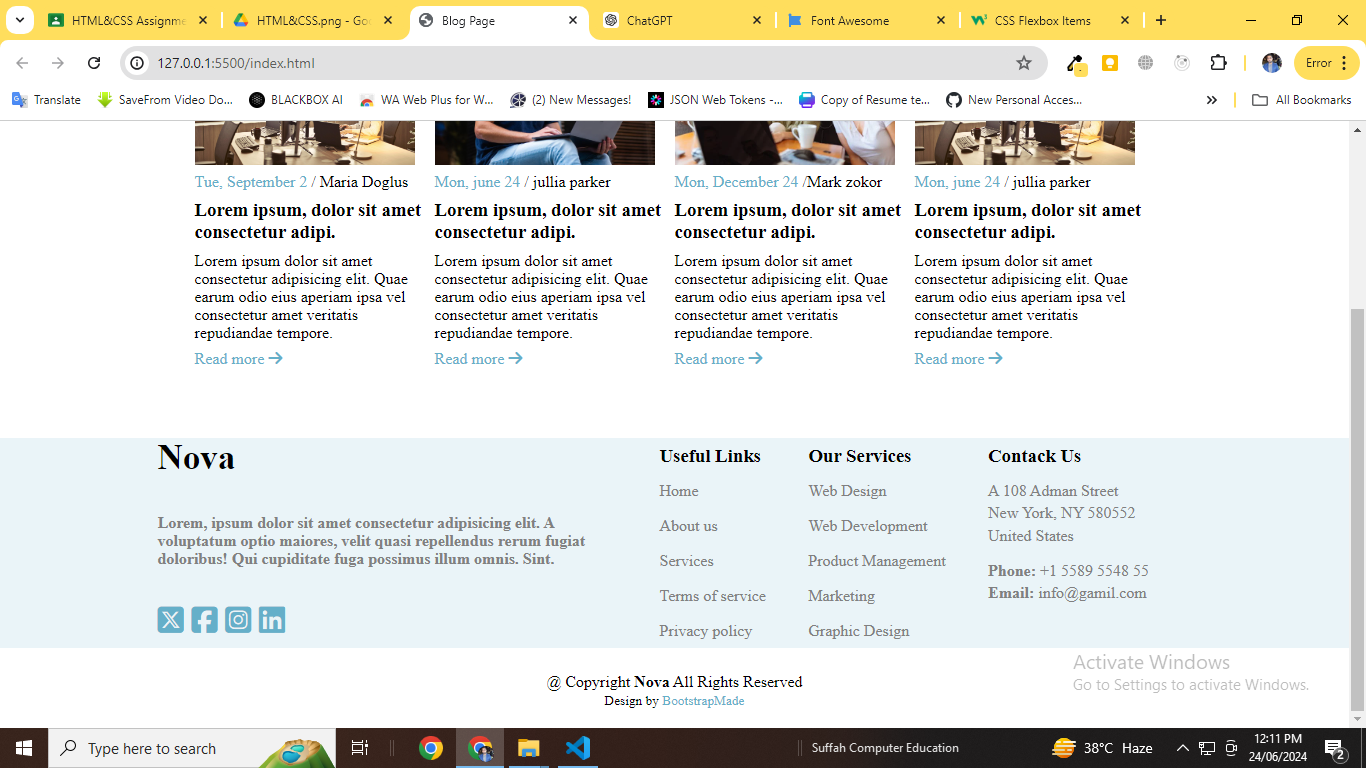 HTML&CSS Assignme
HTML&CSS.png - Goo
Blog Page
ChatGPT
Font Awesome
CSS Flexbox Items
127.0.0.1:5500/index.html
Error
Translate
SaveFrom Video Do...
BLACKBOX AI
WA Web Plus for W...
(2) New Messages!
JSON Web Tokens -...
Copy of Resume te...
New Personal Acces...
All Bookmarks
Tue, September 2 / Maria Doglus
Lorem ipsum, dolor sit amet
consectetur adipi.
Lorem ipsum dolor sit amet
consectetur adipisicing elit. Quae
earum odio eius aperiam ipsa vel
consectetur amet veritatis
repudiandae tempore.
Read more
Mon, june 24 / jullia parker
Lorem ipsum, dolor sit amet
consectetur adipi.
Lorem ipsum dolor sit amet
consectetur adipisicing elit. Quae
earum odio eius aperiam ipsa vel
consectetur amet veritatis
repudiandae tempore.
Read more
Mon, December 24 /Mark zokor
Lorem ipsum, dolor sit amet
consectetur adipi.
Lorem ipsum dolor sit amet
consectetur adipisicing elit. Quae
earum odio eius aperiam ipsa vel
consectetur amet veritatis
repudiandae tempore.
Read more
Mon, june 24 / jullia parker
Lorem ipsum, dolor sit amet
consectetur adipi.
Lorem ipsum dolor sit amet
consectetur adipisicing elit. Quae
earum odio eius aperiam ipsa vel
consectetur amet veritatis
repudiandae tempore.
Read more
Nova
Lorem, ipsum dolor sit amet consectetur adipisicing elit. A
voluptatum optio maiores, velit quasi repellendus rerum fugiat
doloribus! Qui cupiditate fuga possimus illum omnis. Sint.
Useful Links
Home
About us
Services
Terms of service
Privacy policy
Our Services
Web Design
Web Development
Product Management
Marketing
Graphic Design
Contack Us
A 108 Adman Street
New York, NY 580552
United States
Phone: +1 5589 5548 55
Email: info@gamil.com
@ Copyright Nova All Rights Reserved
Design by BootstrapMade
Activate Windows
Go to Settings to activate Windows.
Type here to search
Suffah Computer Education
38°C Haze
12:11 PM
24/06/2024
2